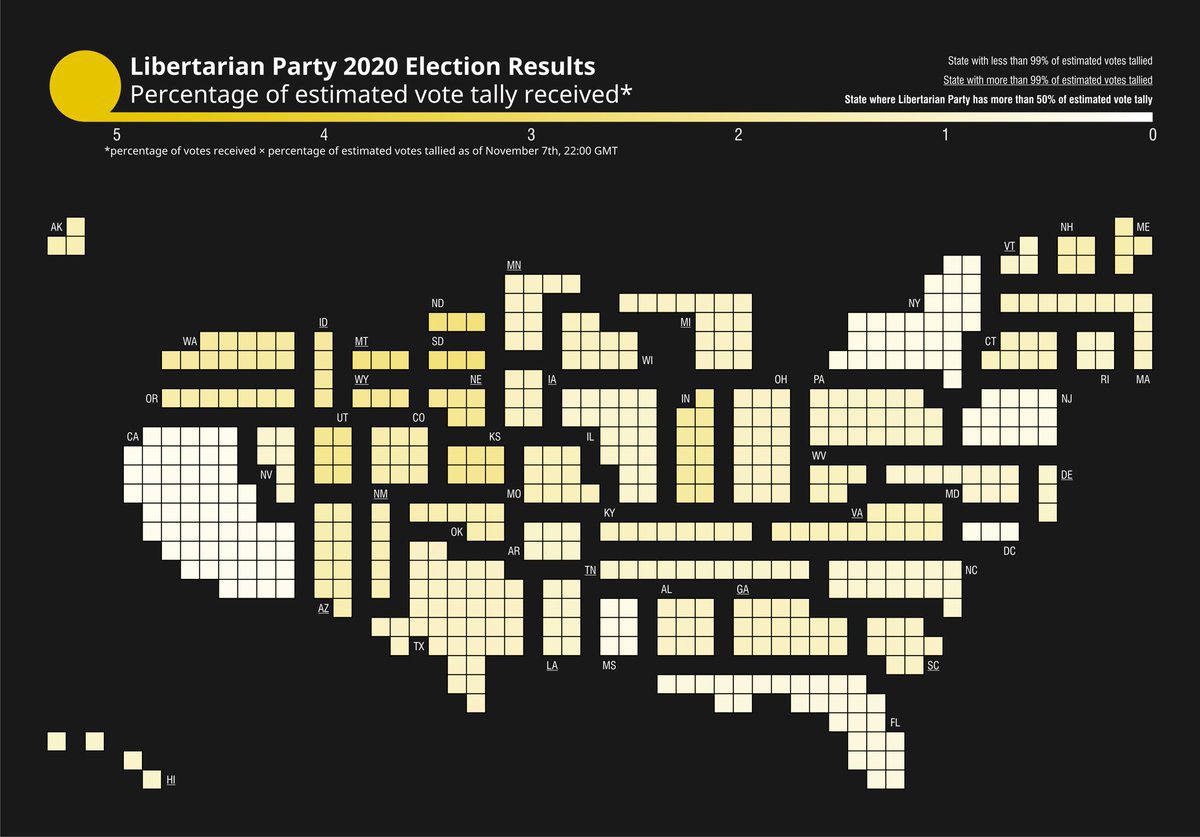 Libertarian Party 2020 Election Results
Percentage of estimated vote tally received*
State with less than 99% of estimated votes tallied
State with more than 99% of estimated votes tallied
State where Libertarian Party has more than 50% of estimated vote tally
5 4 3 2 1 0
*percentage of votes received × percentage of estimated votes tallied as of November 7th, 22:00 GMT
AK NH ME
VT
MN
ND NY
ID MI
WA MT SD CT
WI
WY NE IA OH PA RI MA
OR IN NJ
UT CO
CA KS IL
WV
NV DE
NM MO MD
KY VA
OK
AR DC
TN NC
AL GA
AZ
TX
LA MS SC
FL
HI